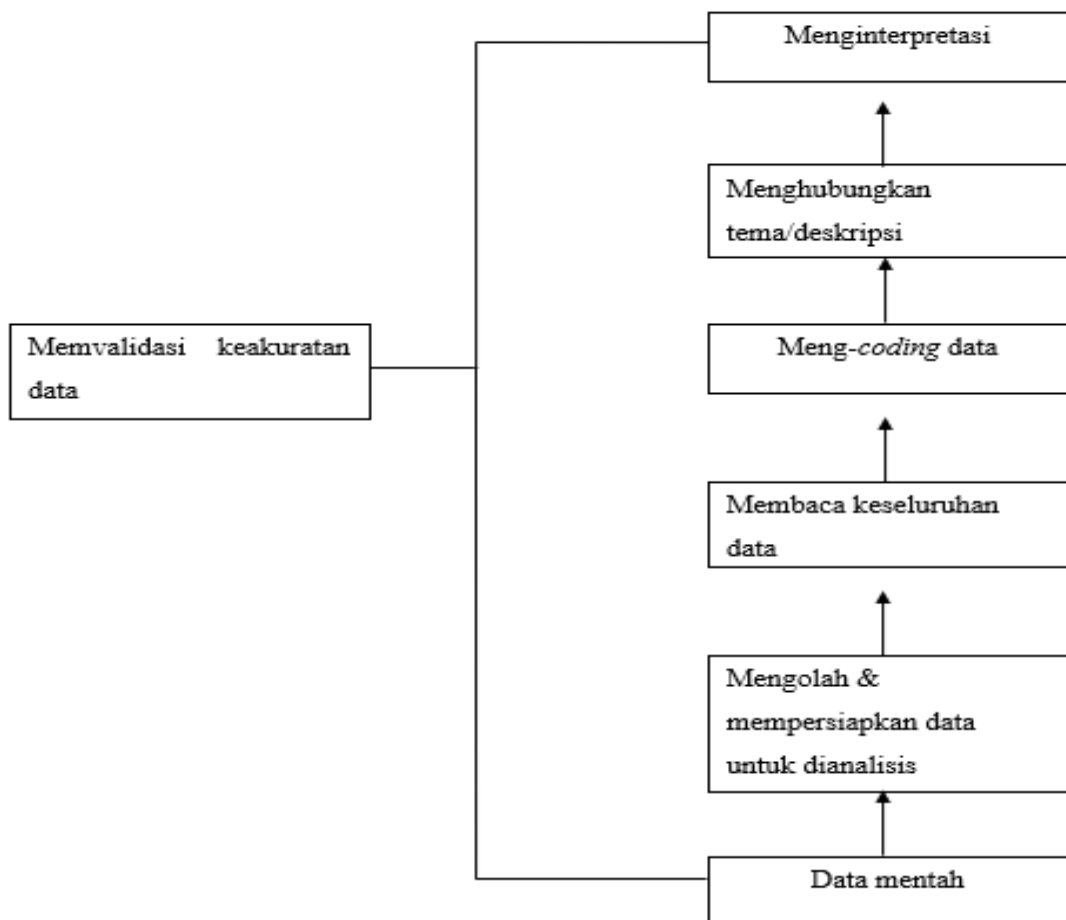 Menginterpretasi
Menghubungkan
tema/deskripsi
Memvalidasi keakuratan
data
Meng-coding data
Membaca keseluruhan
data
Mengolah &
mempersiapkan data
untuk dianalisis
Data mentah